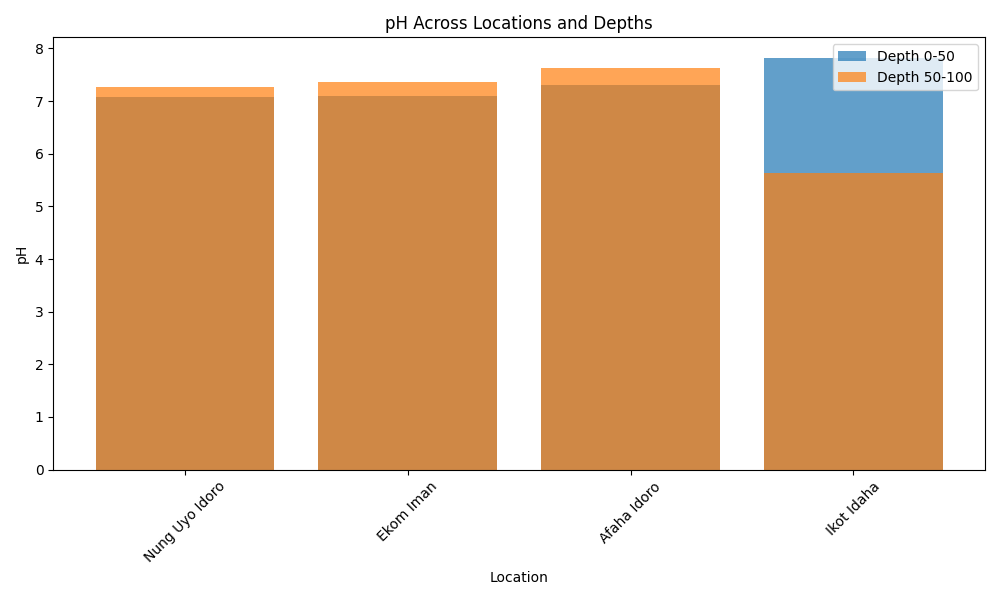 pH Across Locations and Depths
Depth 0-50
Depth 50-100
pH
8
7
6
5
4
3
2
1
0
Nung Uyo Idoro
Ekom Iman
Afaha Idoro
Ikot Idaha
Location